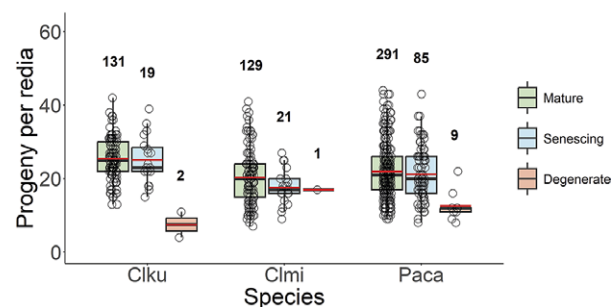 Progeny per redia
60
40
20
0
131
19
2
129
21
1
291
85
9
Clku
Clmi
Paca
Species
Mature
Senescing
Degenerate